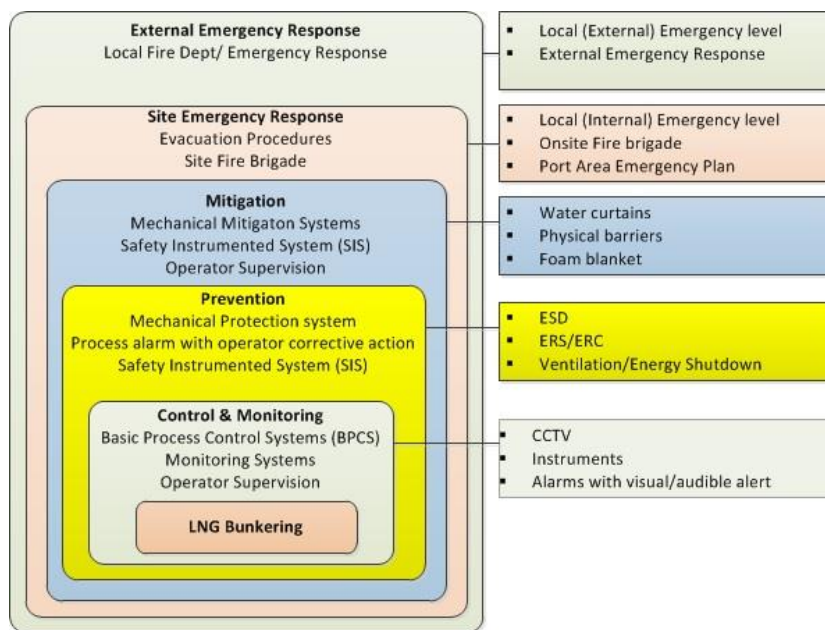 External Emergency Response
Local Fire Dept/ Emergency Response
Site Emergency Response
Evacuation Procedures
Site Fire Brigade
Mitigation
Mechanical Mitigaton Systems
Safety Instrumented System (SIS)
Operator Supervision
Prevention
Mechanical Protection system
Process alarm with operator corrective action
Safety Instrumented System (SIS)
Control & Monitoring
Basic Process Control Systems (BPCS)
Monitoring Systems
Operator Supervision
LNG Bunkering
▪ Local (External) Emergency level
▪ External Emergency Response
▪ Local (Internal) Emergency level
▪ Onsite Fire brigade
▪ Port Area Emergency Plan
▪ Water curtains
▪ Physical barriers
▪ Foam blanket
▪ ESD
▪ ERS/ERC
▪ Ventilation/Energy Shutdown
▪ CCTV
▪ Instruments
▪ Alarms with visual/audible alert